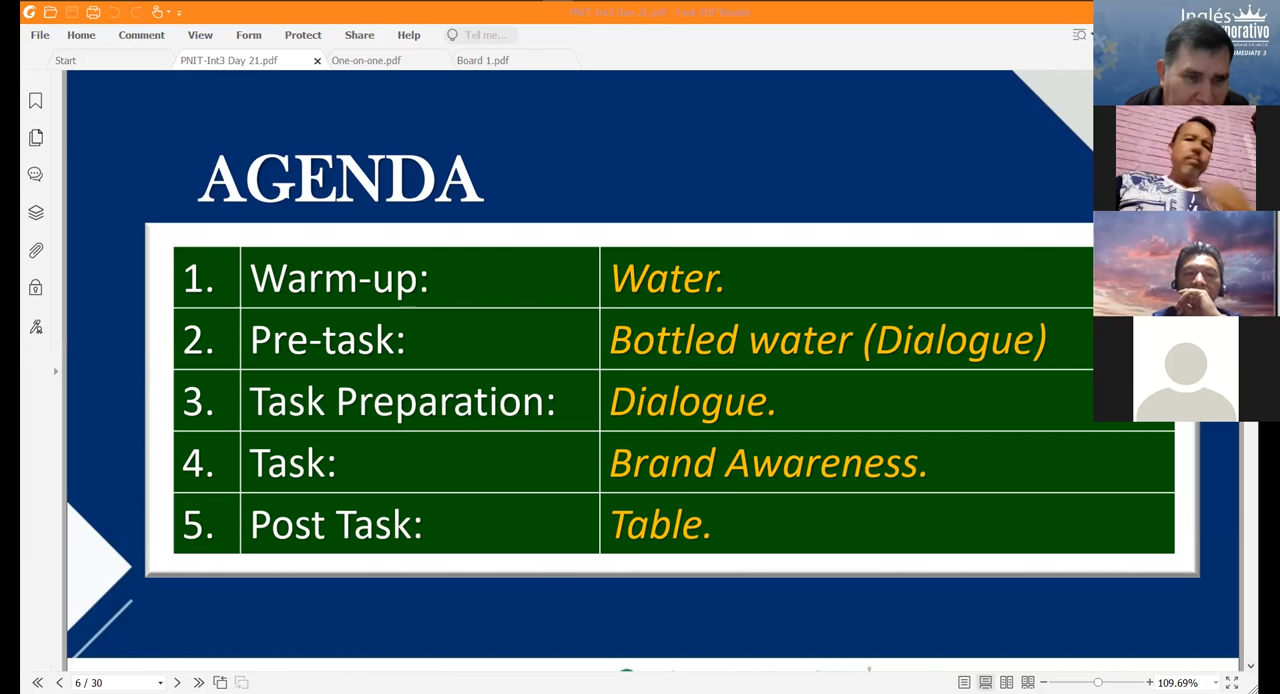 File Home Comment View Form Protect Share Help Tell me...
Start PNIT-Int3 Day 21.pdf One-on-one.pdf Board 1.pdf
Inglés
orativo
MEDIATE 3
AGENDA
1. Warm-up: Water.
2. Pre-task: Bottled water (Dialogue)
3. Task Preparation: Dialogue.
4. Task: Brand Awareness.
5. Post Task: Table.
6 / 30
109.69%